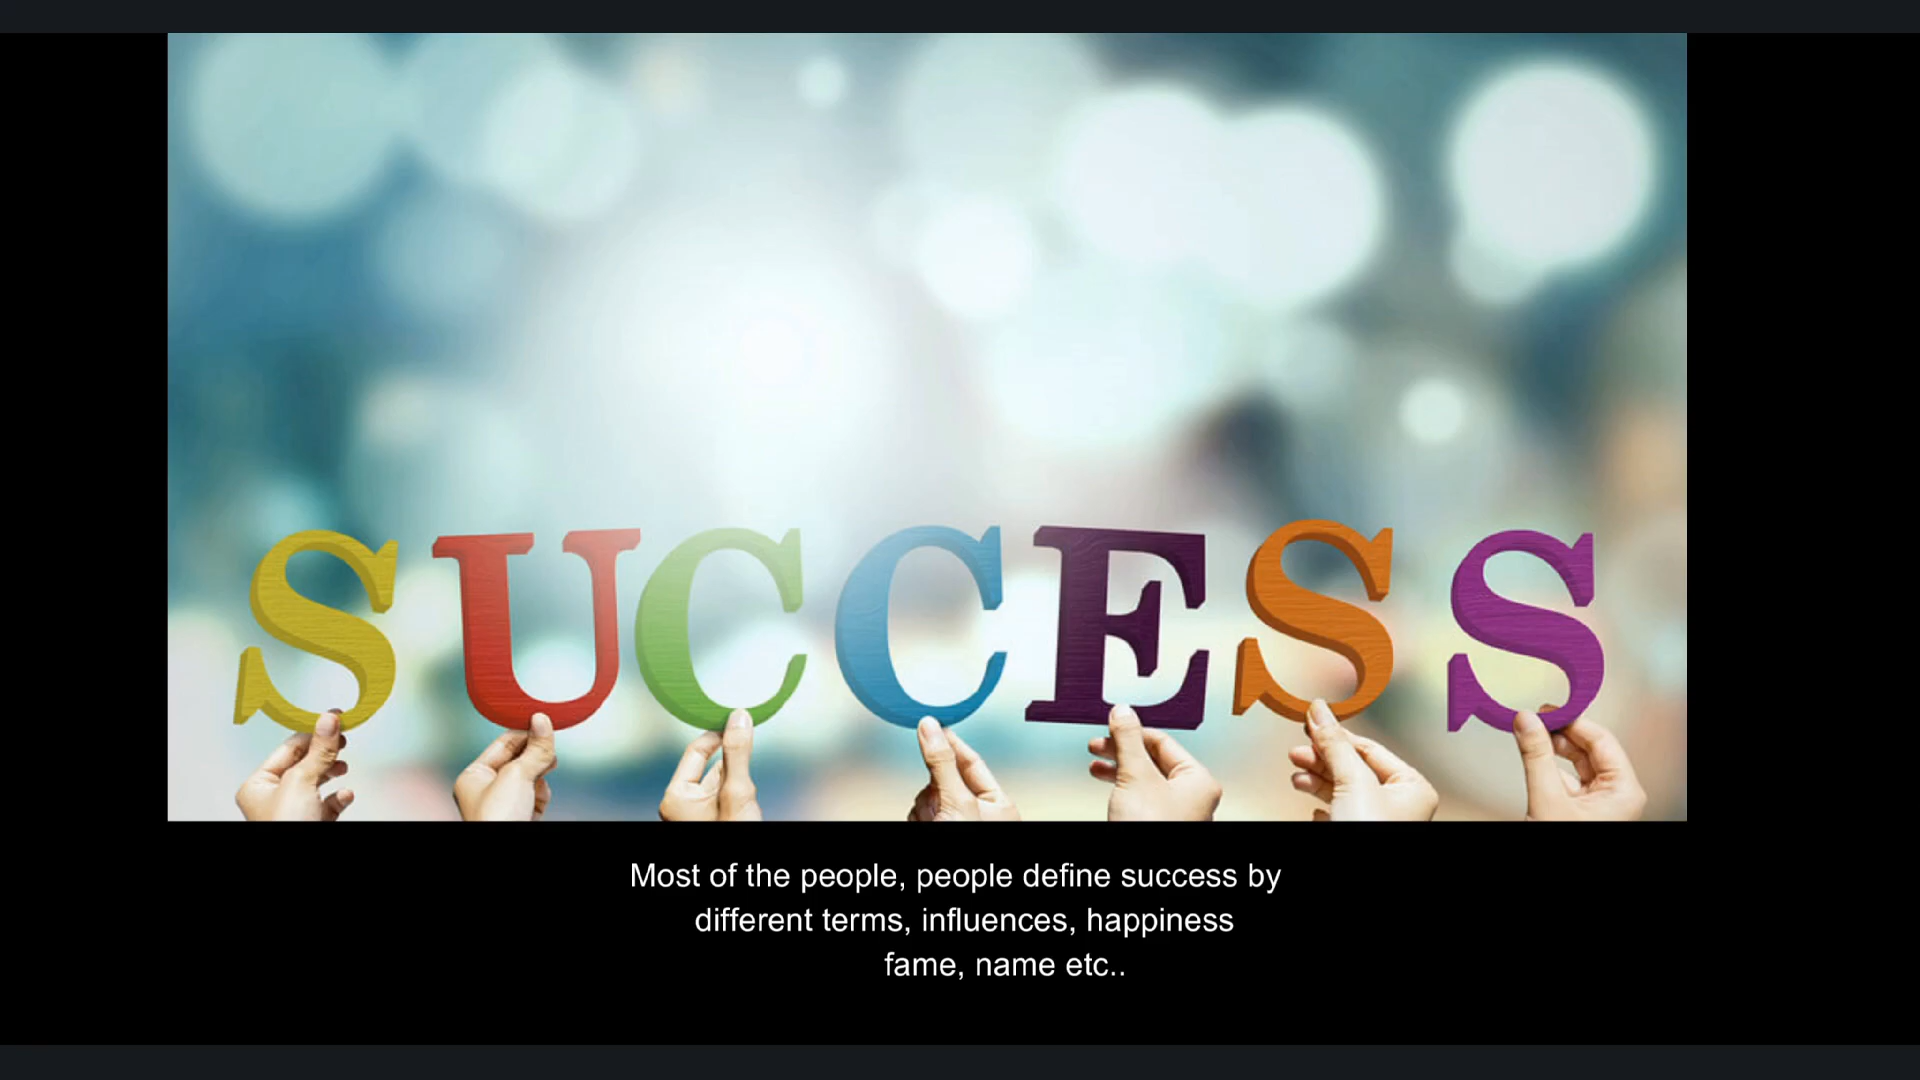 SUCCESS
Most of the people, people define success by
different terms, influences, happiness
fame, name etc..